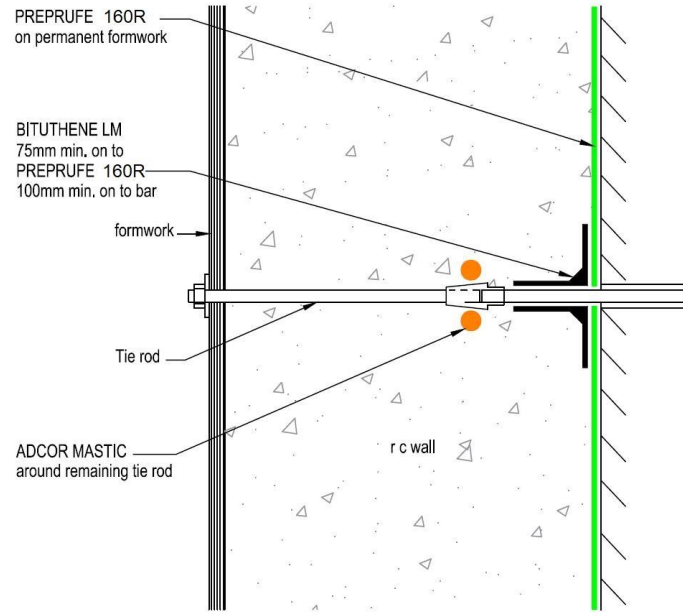 PREPRUFE 160R
on permanent formwork
BITUTHENE LM
75mm min. on to
PREPRUFE 160R
100mm min. on to bar
formwork
Tie rod
ADCOR MASTIC
around remaining tie rod
r c wall